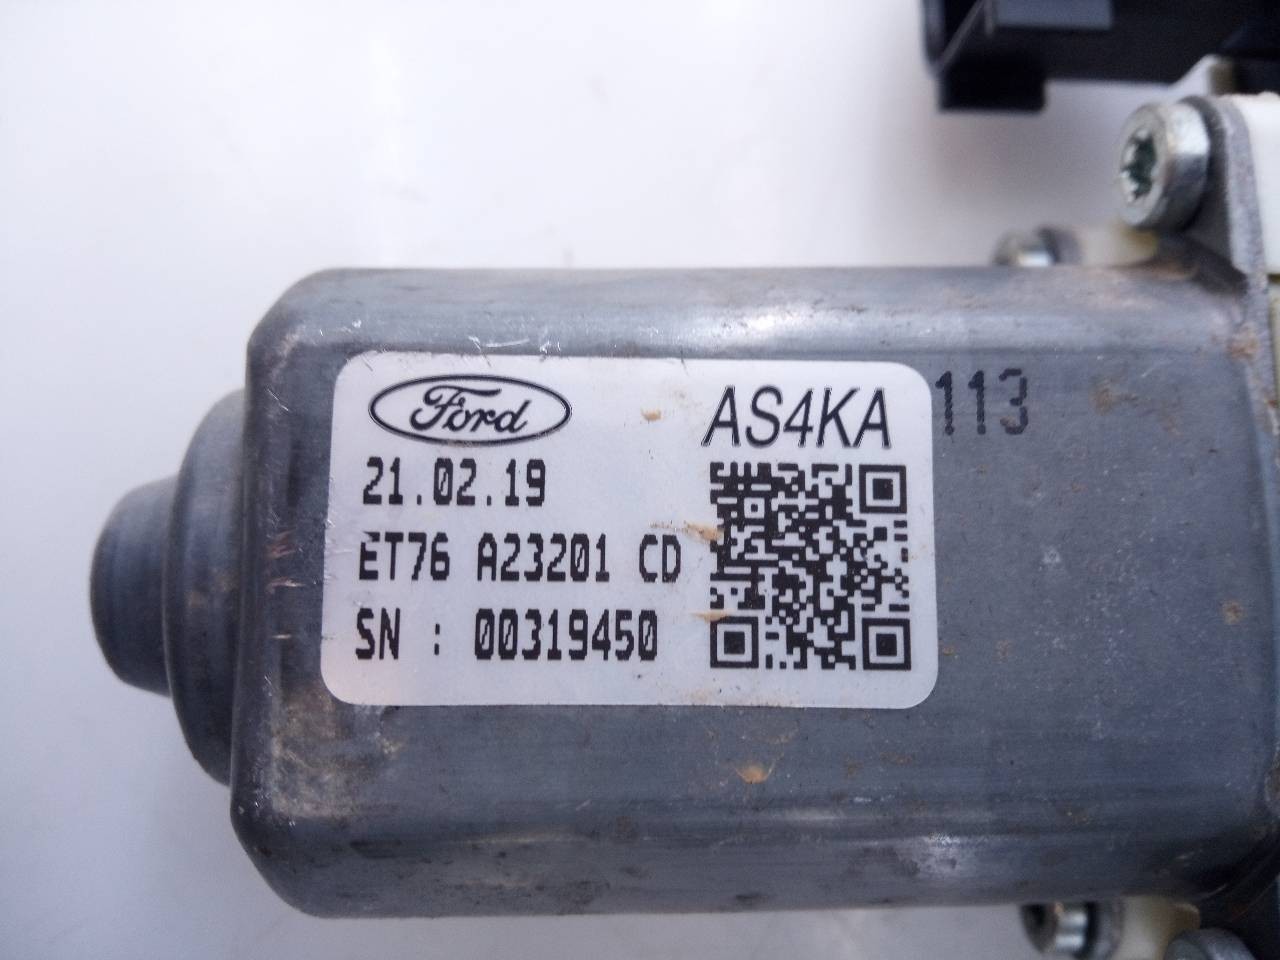 Ford AS4KA 113
21.02.19
ET76 A23201 CD
SN : 00319450